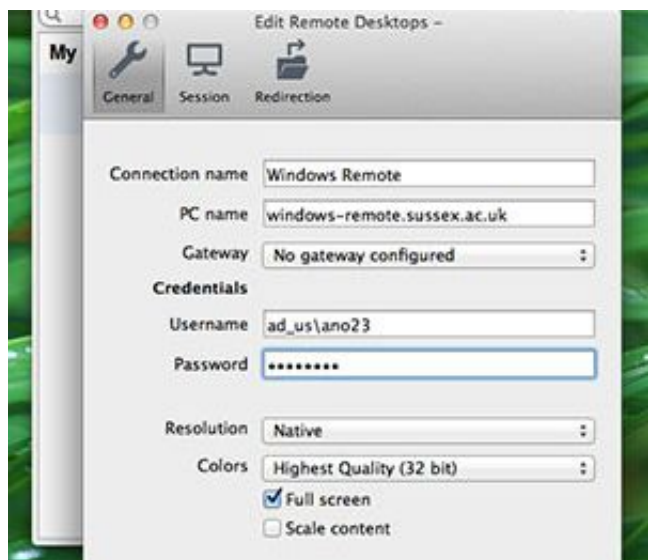 Edit Remote Desktops –
My
General Session Redirection
Connection name Windows Remote
PC name windows-remote.sussex.ac.uk
Gateway No gateway configured
Credentials
Username ad_us\ano23
Password ••••••••
Resolution Native
Colors Highest Quality (32 bit)
Full screen
Scale content